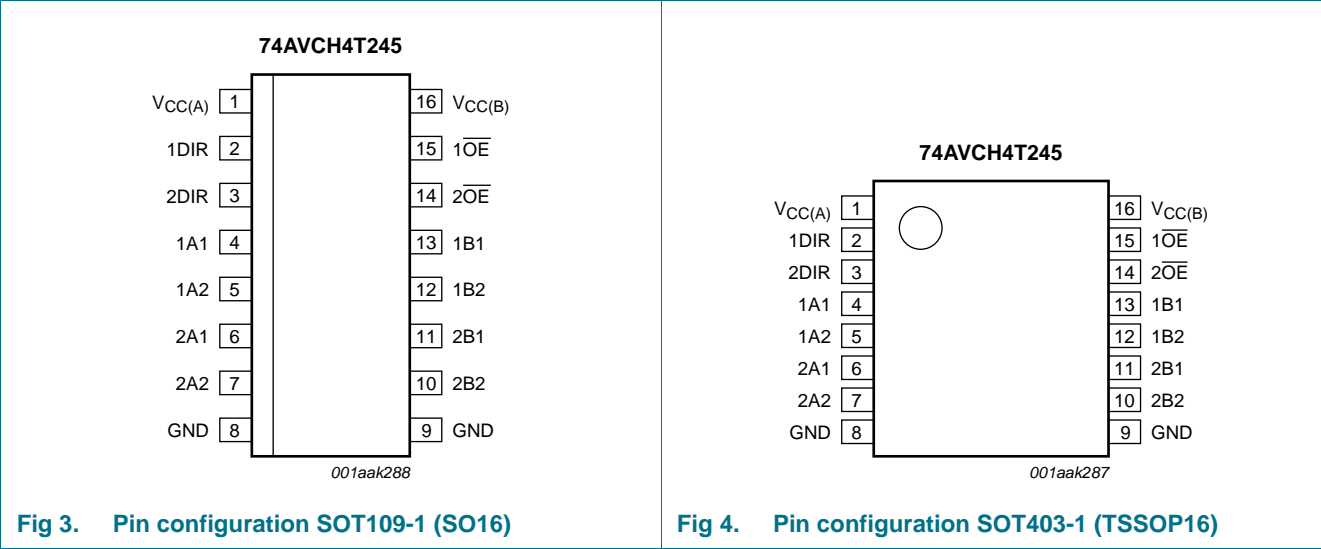 74AVCH4T245
VCC(A) 1 16 VCC(B)
1DIR 2 15 1O̅E̅
2DIR 3 14 2O̅E̅
1A1 4 13 1B1
1A2 5 12 1B2
2A1 6 11 2B1
2A2 7 10 2B2
GND 8 9 GND
001aak288
Fig 3. Pin configuration SOT109-1 (SO16)
74AVCH4T245
VCC(A) 1 16 VCC(B)
1DIR 2 15 1O̅E̅
2DIR 3 14 2O̅E̅
1A1 4 13 1B1
1A2 5 12 1B2
2A1 6 11 2B1
2A2 7 10 2B2
GND 8 9 GND
001aak287
Fig 4. Pin configuration SOT403-1 (TSSOP16)